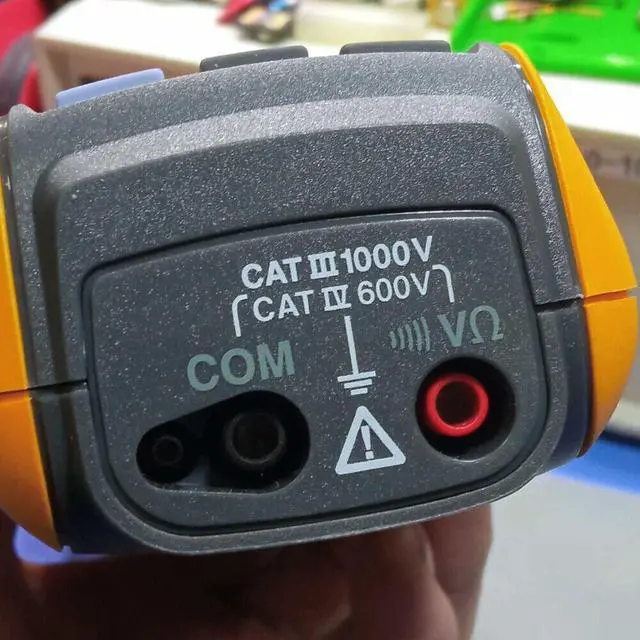 CAT III 1000V
CAT IV 600V
COM
VΩ